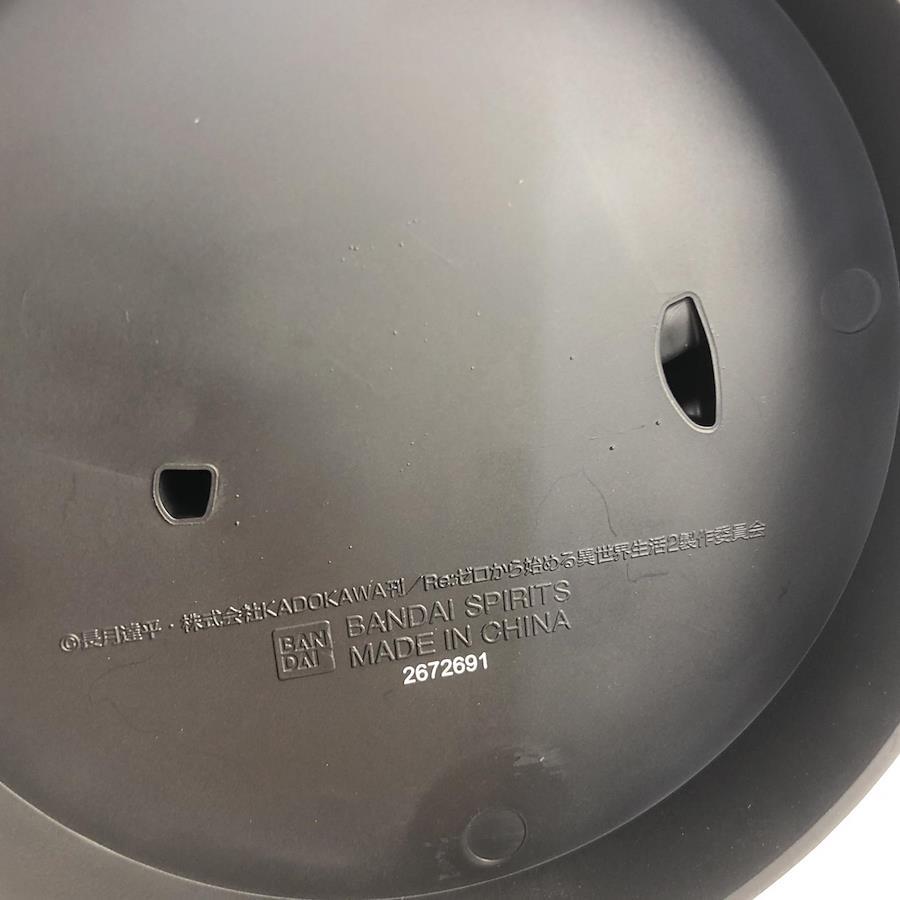 ©長月達平・株式会社KADOKAWA刊／Re:ゼロから始める異世界生活2製作委員会
BAN
DAI
BANDAI SPIRITS
MADE IN CHINA
2672691